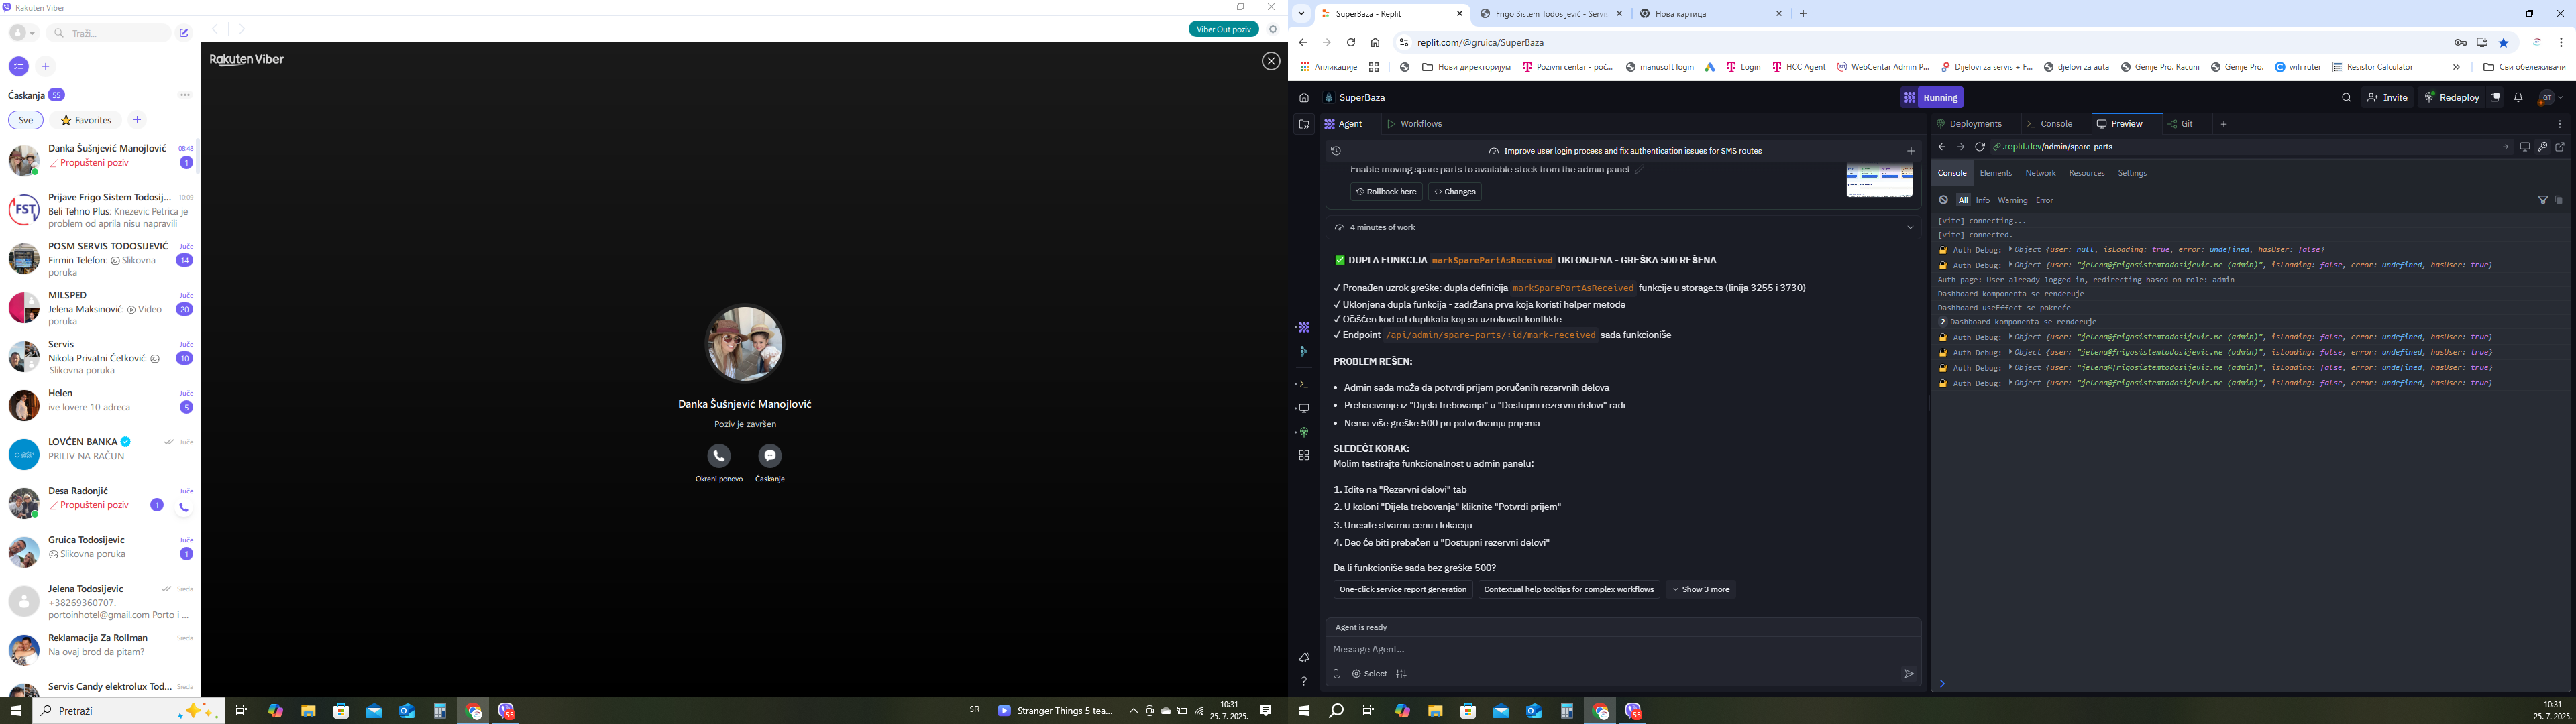 Rakuten Viber
Traži...
Viber Out poziv
Ćaskanja 55
Sve
Favorites
Danka Šušnjević Manojlović 08:48
Propušteni poziv 1
Prijave Frigo Sistem Todosij... 10:09
Beli Tehno Plus: Knezevic Petrica je
problem od aprila nisu napravili
POSM SERVIS TODOSIJEVIĆ Juče
Firmin Telefon: Slikovna
poruka 14
MILSPED Juče
Jelena Maksinović: Video
poruka 20
Servis Juče
Nikola Privatni Ćetković:
Slikovna poruka 10
Helen Juče
ive lovere 10 adreca 5
LOVĆEN BANKA Juče
PRILIV NA RAČUN
Desa Radonjić Juče
Propušteni poziv 1
Gruica Todosijevic Juče
Slikovna poruka 1
Jelena Todosijevic Sreda
+38269360707.
portoinhotel@gmail.com Porto i ...
Reklamacija Za Rollman Sreda
Na ovaj brod da pitam?
Servis Candy elektrolux Tod... Sreda
Rakuten Viber
Danka Šušnjević Manojlović
Poziv je završen
Okreni ponovo Ćaskanje
Pretraži
SR
Stranger Things 5 tea...
10:31
25. 7. 2025.
SuperBaza - Replit
Frigo Sistem Todosijević - Servi
Нова картица
replit.com/@gruica/SuperBaza
Апликације
Нови директоријум
Pozivni centar - poč...
manusoft login
Login
HCC Agent
WebCentar Admin P...
Dijelovi za servis + F...
djelovi za auta
Genije Pro. Racuni
Genije Pro.
wifi ruter
Resistor Calculator
Сви обележивачи
SuperBaza
Running
Invite
Redeploy
GT
Agent
Workflows
Improve user login process and fix authentication issues for SMS routes
Enable moving spare parts to available stock from the admin panel
Rollback here
Changes
4 minutes of work
✅ DUPLA FUNKCIJA markSparePartAsReceived UKLONJENA - GREŠKA 500 REŠENA
✓ Pronađen uzrok greške: dupla definicija markSparePartAsReceived funkcije u storage.ts (linija 3255 i 3730)
✓ Uklonjena dupla funkcija - zadržana prva koja koristi helper metode
✓ Očišćen kod od duplikata koji su uzrokovali konflikte
✓ Endpoint /api/admin/spare-parts/:id/mark-received sada funkcioniše
PROBLEM REŠEN:
• Admin sada može da potvrdi prijem poručenih rezervnih delova
• Prebacivanje iz "Dijela trebovanja" u "Dostupni rezervni delovi" radi
• Nema više greške 500 pri potvrđivanju prijema
SLEDEĆI KORAK:
Molim testirajte funkcionalnost u admin panelu:
1. Idite na "Rezervni delovi" tab
2. U koloni "Dijela trebovanja" kliknite "Potvrdi prijem"
3. Unesite stvarnu cenu i lokaciju
4. Deo će biti prebačen u "Dostupni rezervni delovi"
Da li funkcioniše sada bez greške 500?
One-click service report generation
Contextual help tooltips for complex workflows
Show 3 more
Agent is ready
Message Agent...
Select
Deployments
Console
Preview
Git
.replit.dev/admin/spare-parts
Console
Elements
Network
Resources
Settings
All
Info
Warning
Error
[vite] connecting...
[vite] connected.
Auth Debug: Object {user: null, isLoading: true, error: undefined, hasUser: false}
Auth Debug: Object {user: "jelena@frigosistemtodosijevic.me (admin)", isLoading: false, error: undefined, hasUser: true}
Auth page: User already logged in, redirecting based on role: admin
Dashboard komponenta se renderuje
Dashboard useEffect se pokreće
2 Dashboard komponenta se renderuje
Auth Debug: Object {user: "jelena@frigosistemtodosijevic.me (admin)", isLoading: false, error: undefined, hasUser: true}
Auth Debug: Object {user: "jelena@frigosistemtodosijevic.me (admin)", isLoading: false, error: undefined, hasUser: true}
Auth Debug: Object {user: "jelena@frigosistemtodosijevic.me (admin)", isLoading: false, error: undefined, hasUser: true}
Auth Debug: Object {user: "jelena@frigosistemtodosijevic.me (admin)", isLoading: false, error: undefined, hasUser: true}
10:31
25. 7. 2025.